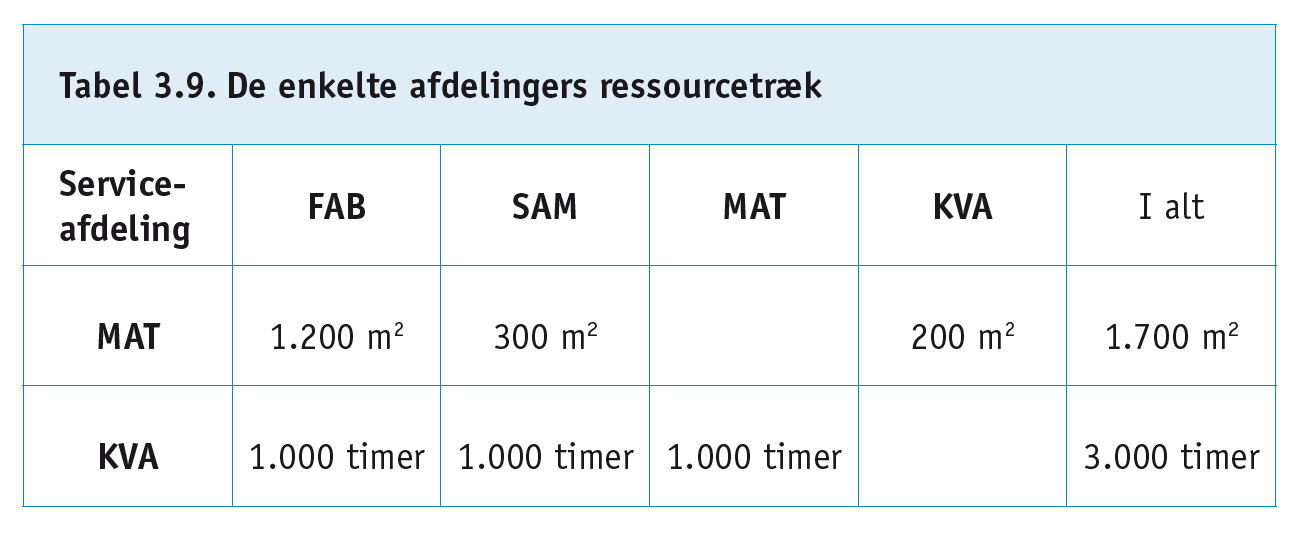 Tabel 3.9. De enkelte afdelingers ressourcetræk
Service-
afdeling FAB SAM MAT KVA I alt
MAT 1.200 m² 300 m² 200 m² 1.700 m²
KVA 1.000 timer 1.000 timer 1.000 timer 3.000 timer